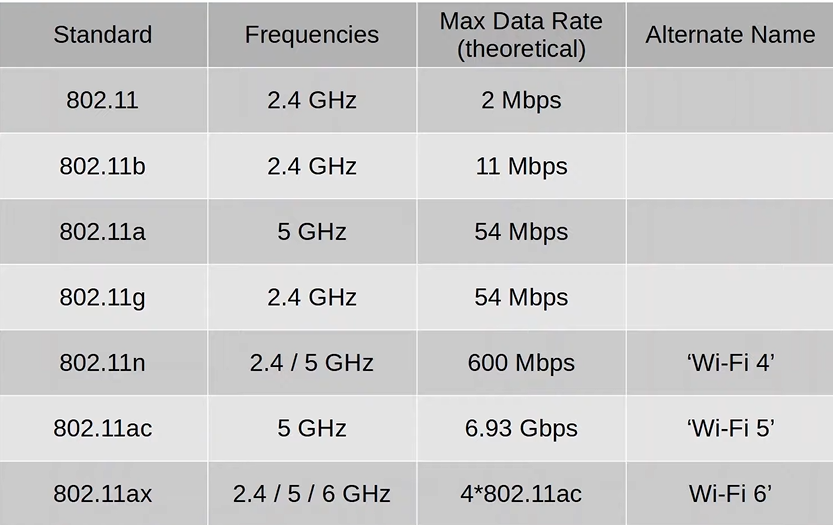 Standard Frequencies Max Data Rate (theoretical) Alternate Name
802.11 2.4 GHz 2 Mbps
802.11b 2.4 GHz 11 Mbps
802.11a 5 GHz 54 Mbps
802.11g 2.4 GHz 54 Mbps
802.11n 2.4 / 5 GHz 600 Mbps ‘Wi-Fi 4’
802.11ac 5 GHz 6.93 Gbps ‘Wi-Fi 5’
802.11ax 2.4 / 5 / 6 GHz 4*802.11ac Wi-Fi 6’